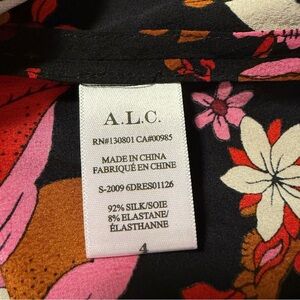 A.L.C.
RN#130801 CA#00985
MADE IN CHINA
FABRIQUÉ EN CHINE
S-2009 6DRES01126
92% SILK/SOIE
8% ELASTANE/
ÉLASTHANNE
4